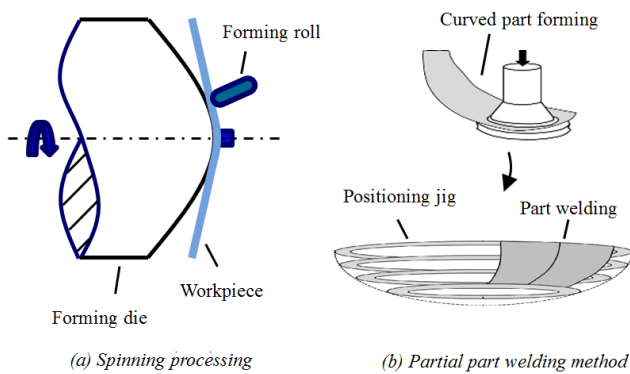 Forming roll
Workpiece
Forming die
(a) Spinning processing
Curved part forming
Positioning jig
Part welding
(b) Partial part welding method